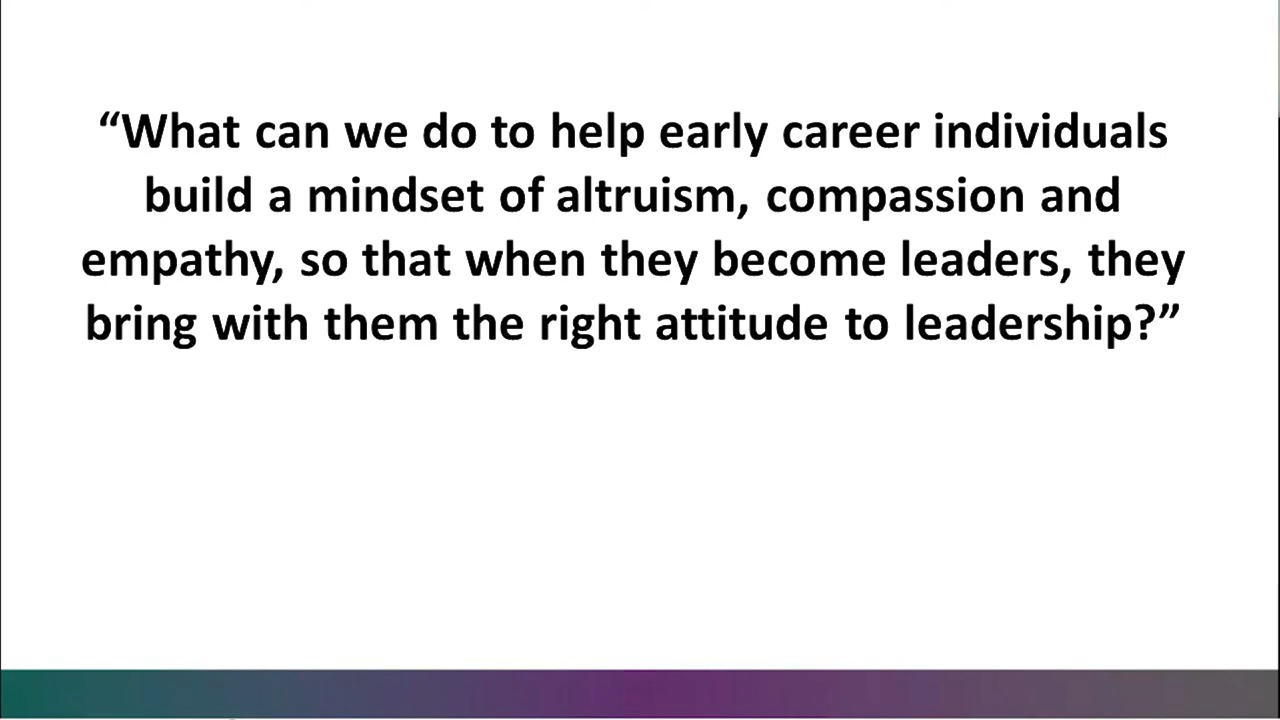 “What can we do to help early career individuals
build a mindset of altruism, compassion and
empathy, so that when they become leaders, they
bring with them the right attitude to leadership?”